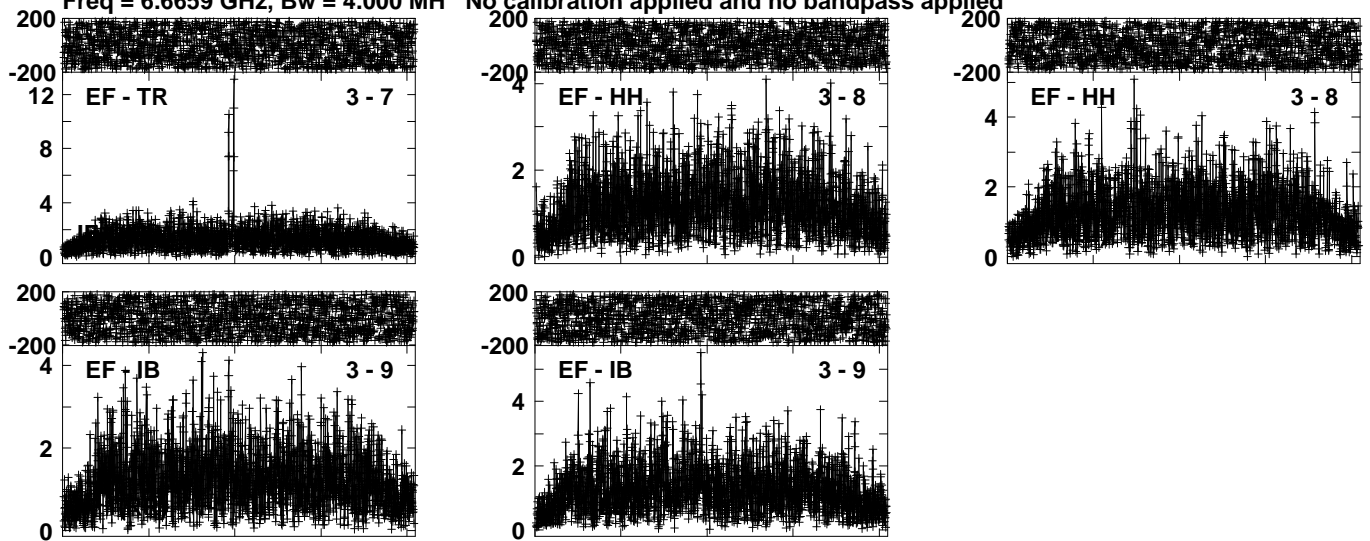 Freq = 6.6659 GHz, Bw = 4.000 MH No calibration applied and no bandpass applied
200 200 200
-200 -200 -200
EF - TR 3 - 7 EF - HH 3 - 8 EF - HH 3 - 8
12 4 4
8 2 2
4 0 0
0
200 200
-200 -200
EF - IB 3 - 9 EF - IB 3 - 9
4 4
2 2
0 0